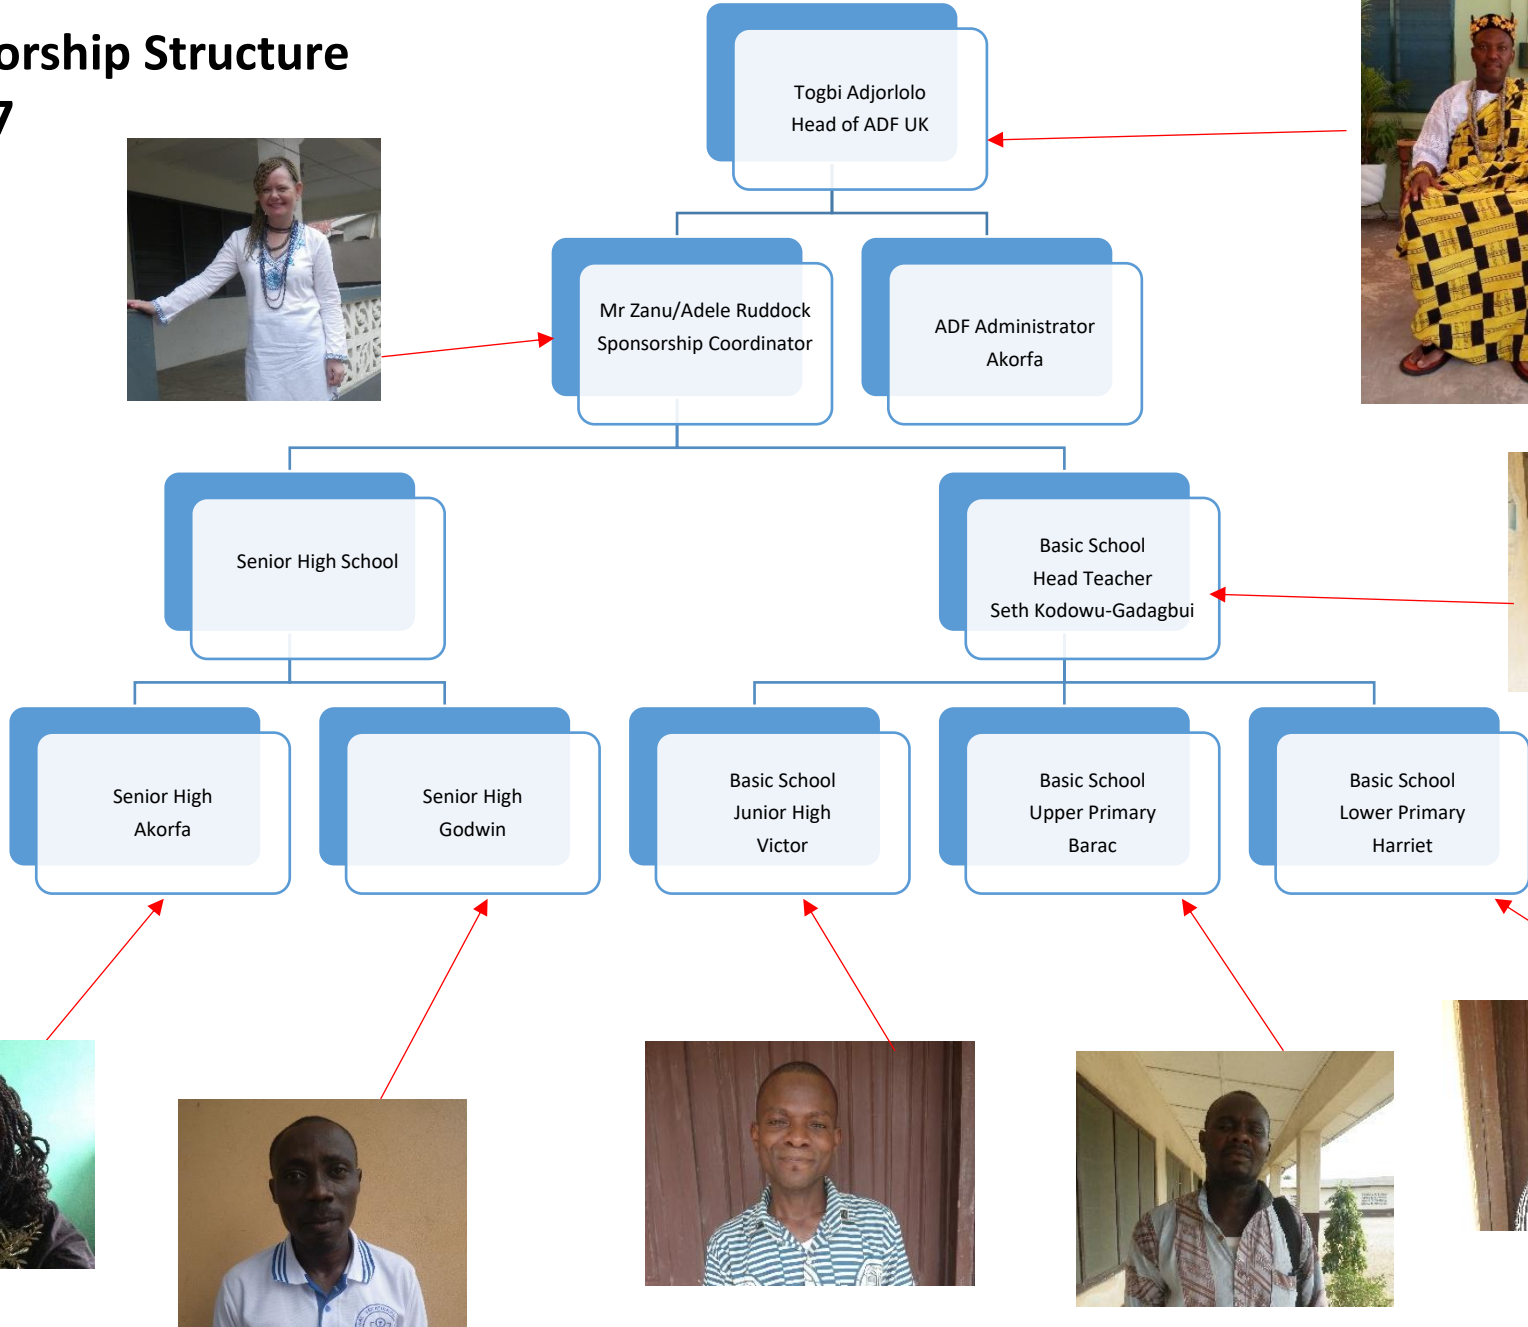 orship Structure
7
Togbi Adjorlolo
Head of ADF UK
Mr Zanu/Adele Ruddock
Sponsorship Coordinator
ADF Administrator
Akorfa
Senior High School
Basic School
Head Teacher
Seth Kodowu-Gadagbui
Senior High
Akorfa
Senior High
Godwin
Basic School
Junior High
Victor
Basic School
Upper Primary
Barac
Basic School
Lower Primary
Harriet